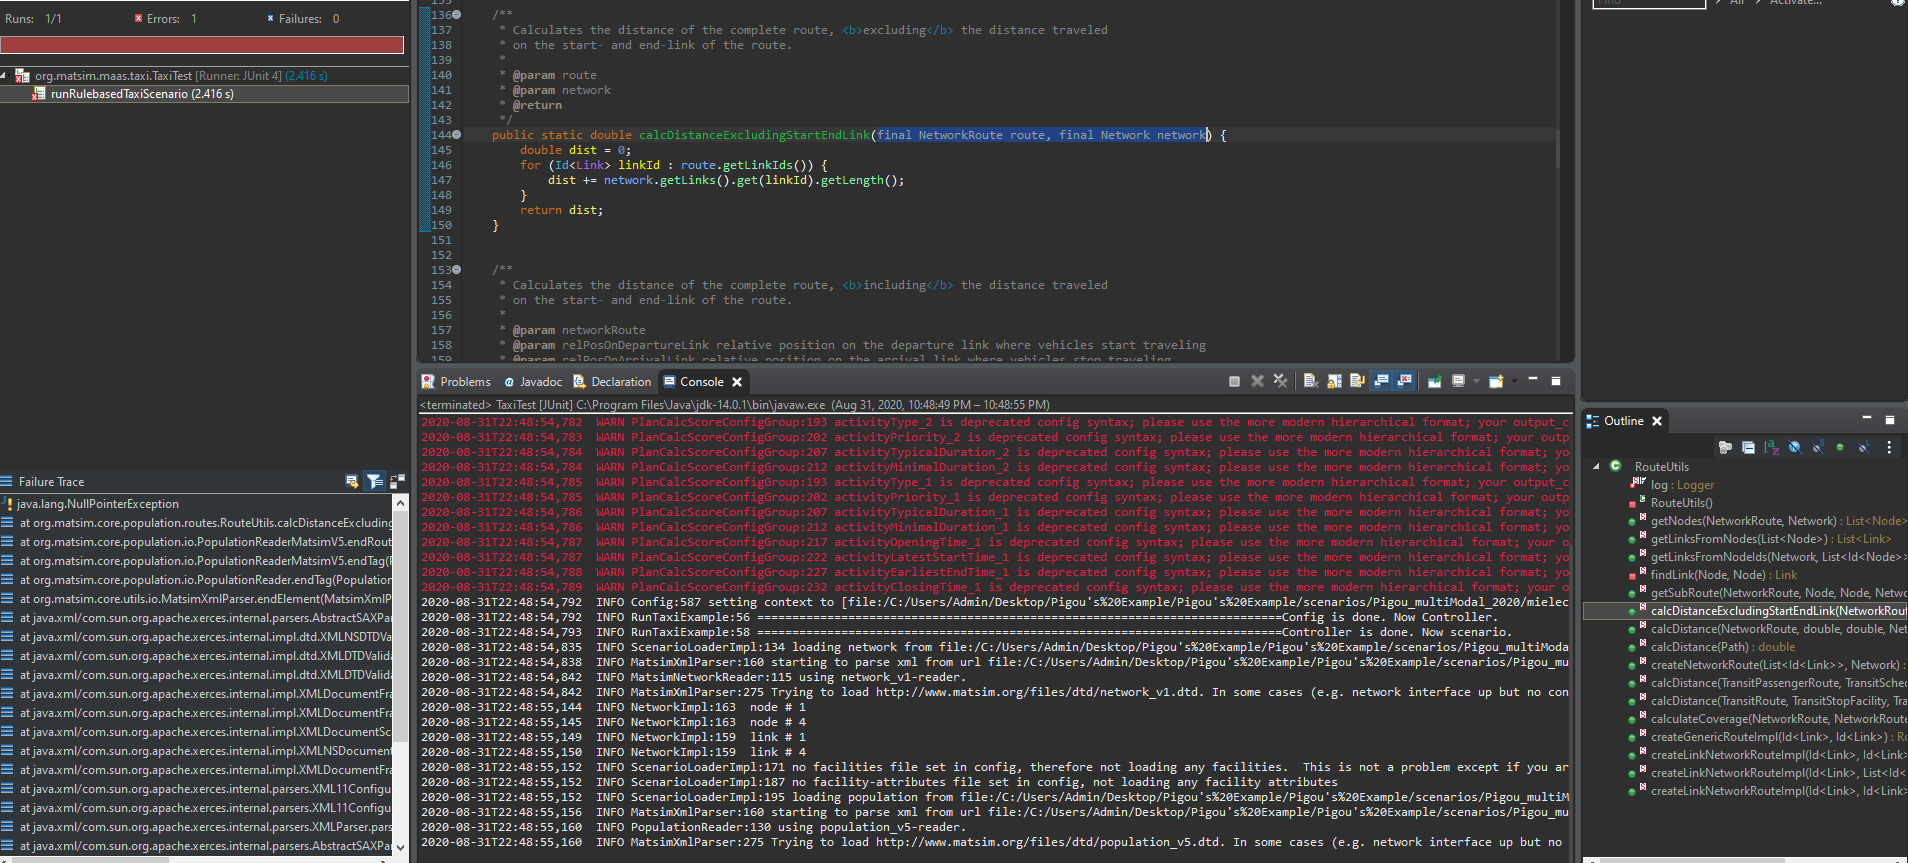 Runs: 1/1 Errors: 1 Failures: 0
org.matsim.maas.taxi.TaxiTest [Runner: JUnit 4] (2.416 s)
runRulebasedTaxiScenario (2.416 s)
Failure Trace
java.lang.NullPointerException
at org.matsim.core.population.routes.RouteUtils.calcDistanceExcluding
at org.matsim.core.population.io.PopulationReaderMatsimV5.endRout
at org.matsim.core.population.io.PopulationReaderMatsimV5.endTag(F
at org.matsim.core.population.io.PopulationReader.endTag(Population
at org.matsim.core.utils.io.MatsimXmlParser.endElement(MatsimXmlP
at java.xml/com.sun.org.apache.xerces.internal.parsers.AbstractSAXPa
at java.xml/com.sun.org.apache.xerces.internal.impl.dtd.XMLNSDTDVa
at java.xml/com.sun.org.apache.xerces.internal.impl.dtd.XMLDTDValida
at java.xml/com.sun.org.apache.xerces.internal.impl.dtd.XMLDTDValida
at java.xml/com.sun.org.apache.xerces.internal.impl.XMLDocumentFra
at java.xml/com.sun.org.apache.xerces.internal.impl.XMLDocumentFra
at java.xml/com.sun.org.apache.xerces.internal.impl.XMLDocumentSc
at java.xml/com.sun.org.apache.xerces.internal.impl.XMLNSDocument
at java.xml/com.sun.org.apache.xerces.internal.impl.XMLDocumentFra
at java.xml/com.sun.org.apache.xerces.internal.parsers.XML11Configu
at java.xml/com.sun.org.apache.xerces.internal.parsers.XML11Configu
at java.xml/com.sun.org.apache.xerces.internal.parsers.XMLParser.pars
at java.xml/com.sun.org.apache.xerces.internal.parsers.AbstractSAXPa
136 /**
137 * Calculates the distance of the complete route, <b>excluding</b> the distance traveled
138 * on the start- and end-link of the route.
139 *
140 * @param route
141 * @param network
142 * @return
143 */
144 public static double calcDistanceExcludingStartEndLink(final NetworkRoute route, final Network network) {
145 double dist = 0;
146 for (Id<Link> linkId : route.getLinkIds()) {
147 dist += network.getLinks().get(linkId).getLength();
148 }
149 return dist;
150 }
151
152
153 /**
154 * Calculates the distance of the complete route, <b>including</b> the distance traveled
155 * on the start- and end-link of the route.
156 *
157 * @param networkRoute
158 * @param relPosOnDepartureLink relative position on the departure link where vehicles start traveling
159 * @param relPosOnArrivalLink relative position on the arrival link where vehicles stop traveling
Problems Javadoc Declaration Console
<terminated> TaxiTest [JUnit] C:\Program Files\Java\jdk-14.0.1\bin\javaw.exe (Aug 31, 2020, 10:48:49 PM – 10:48:55 PM)
2020-08-31T22:48:54,782 WARN PlanCalcScoreConfigGroup:193 activityType_2 is deprecated config syntax; please use the more modern hierarchical format; your output_c
2020-08-31T22:48:54,783 WARN PlanCalcScoreConfigGroup:202 activityPriority_2 is deprecated config syntax; please use the more modern hierarchical format; your outp
2020-08-31T22:48:54,784 WARN PlanCalcScoreConfigGroup:207 activityTypicalDuration_2 is deprecated config syntax; please use the more modern hierarchical format; yo
2020-08-31T22:48:54,784 WARN PlanCalcScoreConfigGroup:212 activityMinimalDuration_2 is deprecated config syntax; please use the more modern hierarchical format; yo
2020-08-31T22:48:54,785 WARN PlanCalcScoreConfigGroup:193 activityType_1 is deprecated config syntax; please use the more modern hierarchical format; your output_c
2020-08-31T22:48:54,785 WARN PlanCalcScoreConfigGroup:202 activityPriority_1 is deprecated config syntax; please use the more modern hierarchical format; your outp
2020-08-31T22:48:54,786 WARN PlanCalcScoreConfigGroup:207 activityTypicalDuration_1 is deprecated config syntax; please use the more modern hierarchical format; yo
2020-08-31T22:48:54,786 WARN PlanCalcScoreConfigGroup:212 activityMinimalDuration_1 is deprecated config syntax; please use the more modern hierarchical format; yo
2020-08-31T22:48:54,787 WARN PlanCalcScoreConfigGroup:217 activityOpeningTime_1 is deprecated config syntax; please use the more modern hierarchical format; your o
2020-08-31T22:48:54,787 WARN PlanCalcScoreConfigGroup:222 activityLatestStartTime_1 is deprecated config syntax; please use the more modern hierarchical format; yo
2020-08-31T22:48:54,788 WARN PlanCalcScoreConfigGroup:227 activityEarliestEndTime_1 is deprecated config syntax; please use the more modern hierarchical format; yo
2020-08-31T22:48:54,789 WARN PlanCalcScoreConfigGroup:232 activityClosingTime_1 is deprecated config syntax; please use the more modern hierarchical format; your o
2020-08-31T22:48:54,792 INFO Config:587 setting context to [file:/C:/Users/Admin/Desktop/Pigou's%20Example/Pigou's%20Example/scenarios/Pigou_multiModal_2020/mielec
2020-08-31T22:48:54,792 INFO RunTaxiExample:56 ===========================================================================Config is done. Now Controller.
2020-08-31T22:48:54,793 INFO RunTaxiExample:58 ===========================================================================Controller is done. Now scenario.
2020-08-31T22:48:54,835 INFO ScenarioLoaderImpl:134 loading network from file:/C:/Users/Admin/Desktop/Pigou's%20Example/Pigou's%20Example/scenarios/Pigou_multiModa
2020-08-31T22:48:54,838 INFO MatsimXmlParser:160 starting to parse xml from url file:/C:/Users/Admin/Desktop/Pigou's%20Example/Pigou's%20Example/scenarios/Pigou_mu
2020-08-31T22:48:54,842 INFO MatsimNetworkReader:115 using network_v1-reader.
2020-08-31T22:48:54,842 INFO MatsimXmlParser:275 Trying to load http://www.matsim.org/files/dtd/network_v1.dtd. In some cases (e.g. network interface up but no con
2020-08-31T22:48:55,144 INFO NetworkImpl:163 node # 1
2020-08-31T22:48:55,145 INFO NetworkImpl:163 node # 4
2020-08-31T22:48:55,149 INFO NetworkImpl:159 link # 1
2020-08-31T22:48:55,150 INFO NetworkImpl:159 link # 4
2020-08-31T22:48:55,152 INFO ScenarioLoaderImpl:171 no facilities file set in config, therefore not loading any facilities. This is not a problem except if you ar
2020-08-31T22:48:55,152 INFO ScenarioLoaderImpl:187 no facility-attributes file set in config, not loading any facility attributes
2020-08-31T22:48:55,152 INFO ScenarioLoaderImpl:195 loading population from file:/C:/Users/Admin/Desktop/Pigou's%20Example/Pigou's%20Example/scenarios/Pigou_multiM
2020-08-31T22:48:55,156 INFO MatsimXmlParser:160 starting to parse xml from url file:/C:/Users/Admin/Desktop/Pigou's%20Example/Pigou's%20Example/scenarios/Pigou_mu
2020-08-31T22:48:55,160 INFO PopulationReader:130 using population_v5-reader.
2020-08-31T22:48:55,160 INFO MatsimXmlParser:275 Trying to load http://www.matsim.org/files/dtd/population_v5.dtd. In some cases (e.g. network interface up but no
Find All Activate...
Outline
RouteUtils
log : Logger
RouteUtils()
getNodes(NetworkRoute, Network) : List<Node>
getLinksFromNodes(List<Node>) : List<Link>
getLinksFromNodeIds(Network, List<Id<Node>>
findLink(Node, Node) : Link
getSubRoute(NetworkRoute, Node, Node, Netwo
calcDistanceExcludingStartEndLink(NetworkRout
calcDistance(NetworkRoute, double, double, Net
calcDistance(Path) : double
createNetworkRoute(List<Id<Link>>, Network) :
calcDistance(TransitPassengerRoute, TransitSche
calcDistance(TransitRoute, TransitStopFacility, Tra
calculateCoverage(NetworkRoute, NetworkRoute
createGenericRouteImpl(Id<Link>, Id<Link>) : Ro
createLinkNetworkRouteImpl(Id<Link>, Id<Link>
createLinkNetworkRouteImpl(Id<Link>, List<Id<
createLinkNetworkRouteImpl(Id<Link>, Id<Link>